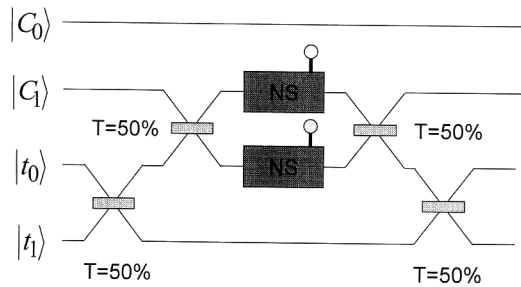 |C₀⟩
|C₁⟩
NS
T=50%
T=50%
|t₀⟩
NS
|t₁⟩
T=50%
T=50%